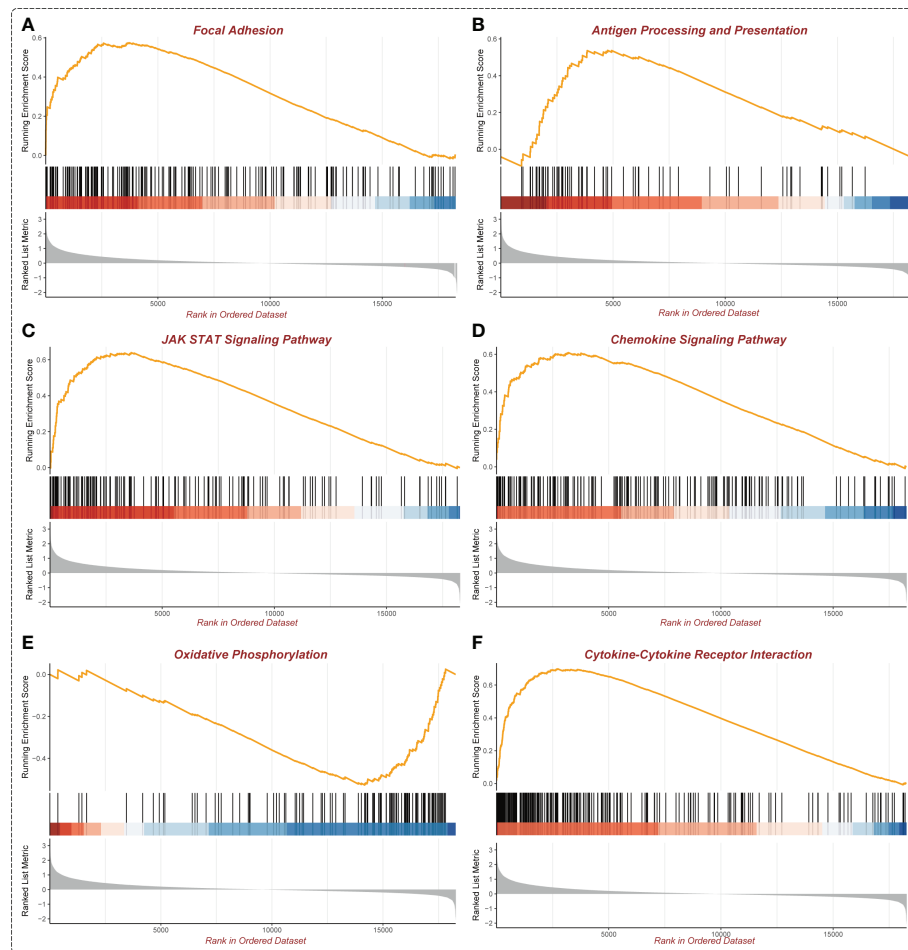 A
Focal Adhesion
Running Enrichment Score
0.6
0.4
0.2
0.0
Ranked List Metric
3
2
1
0
−1
−2
5000 10000 15000
Rank in Ordered Dataset
B
Antigen Processing and Presentation
Running Enrichment Score
0.6
0.4
0.2
0.0
Ranked List Metric
3
2
1
0
−1
−2
5000 10000 15000
Rank in Ordered Dataset
C
JAK STAT Signaling Pathway
Running Enrichment Score
0.6
0.4
0.2
0.0
Ranked List Metric
3
2
1
0
−1
−2
5000 10000 15000
Rank in Ordered Dataset
D
Chemokine Signaling Pathway
Running Enrichment Score
0.6
0.4
0.2
0.0
Ranked List Metric
3
2
1
0
−1
−2
5000 10000 15000
Rank in Ordered Dataset
E
Oxidative Phosphorylation
Running Enrichment Score
0.0
−0.2
−0.4
Ranked List Metric
3
2
1
0
−1
−2
5000 10000 15000
Rank in Ordered Dataset
F
Cytokine-Cytokine Receptor Interaction
Running Enrichment Score
0.6
0.4
0.2
0.0
Ranked List Metric
3
2
1
0
−1
−2
5000 10000 15000
Rank in Ordered Dataset